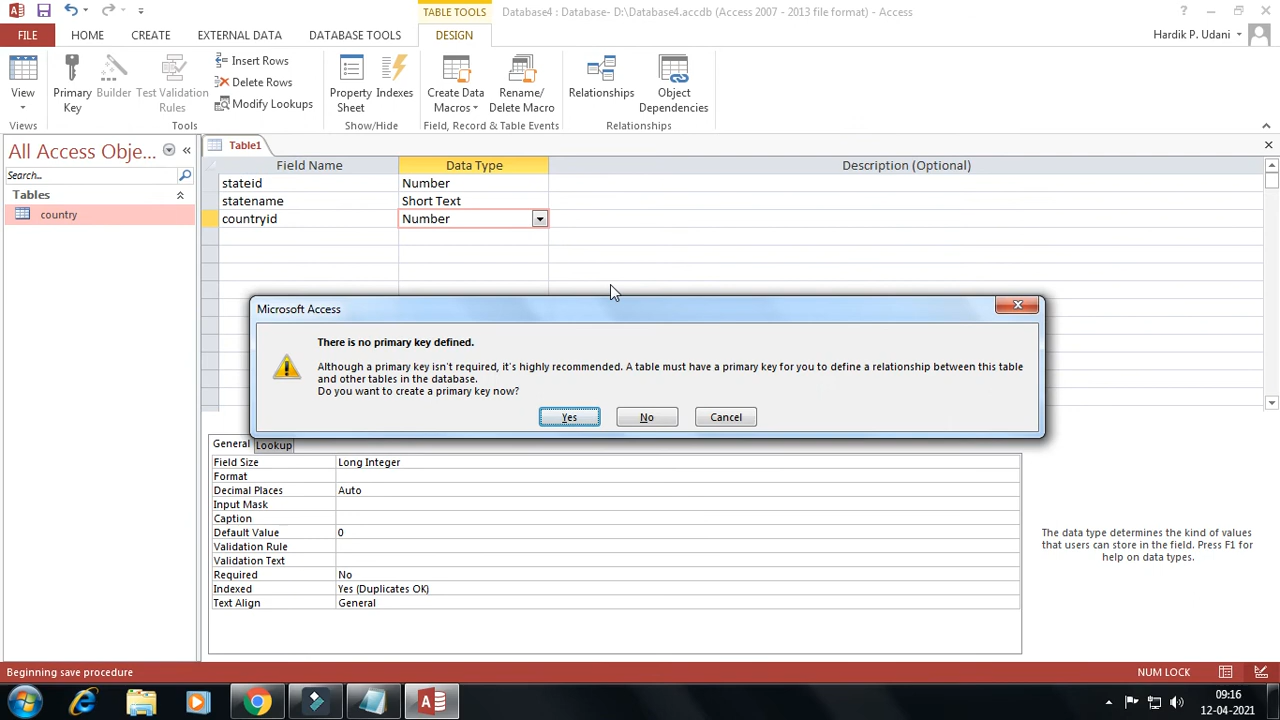 TABLE TOOLS
Database4 : Database- D:\Database4.accdb (Access 2007 - 2013 file format) - Access
?
FILE
HOME
CREATE
EXTERNAL DATA
DATABASE TOOLS
DESIGN
Hardik P. Udani
View
Primary Key
Builder
Test Validation Rules
Insert Rows
Delete Rows
Modify Lookups
Property Sheet
Indexes
Create Data Macros
Rename/ Delete Macro
Relationships
Object Dependencies
Views
Tools
Show/Hide
Field, Record & Table Events
Relationships
All Access Obje...
Search...
Tables
country
Table1
Field Name
Data Type
Description (Optional)
stateid
Number
statename
Short Text
countryid
Number
Microsoft Access
There is no primary key defined.
Although a primary key isn't required, it's highly recommended. A table must have a primary key for you to define a relationship between this table
and other tables in the database.
Do you want to create a primary key now?
Yes
No
Cancel
General
Lookup
Field Size
Long Integer
Format
Decimal Places
Auto
Input Mask
Caption
Default Value
0
Validation Rule
Validation Text
Required
No
Indexed
Yes (Duplicates OK)
Text Align
General
The data type determines the kind of values
that users can store in the field. Press F1 for
help on data types.
Beginning save procedure
NUM LOCK
09:16
12-04-2021